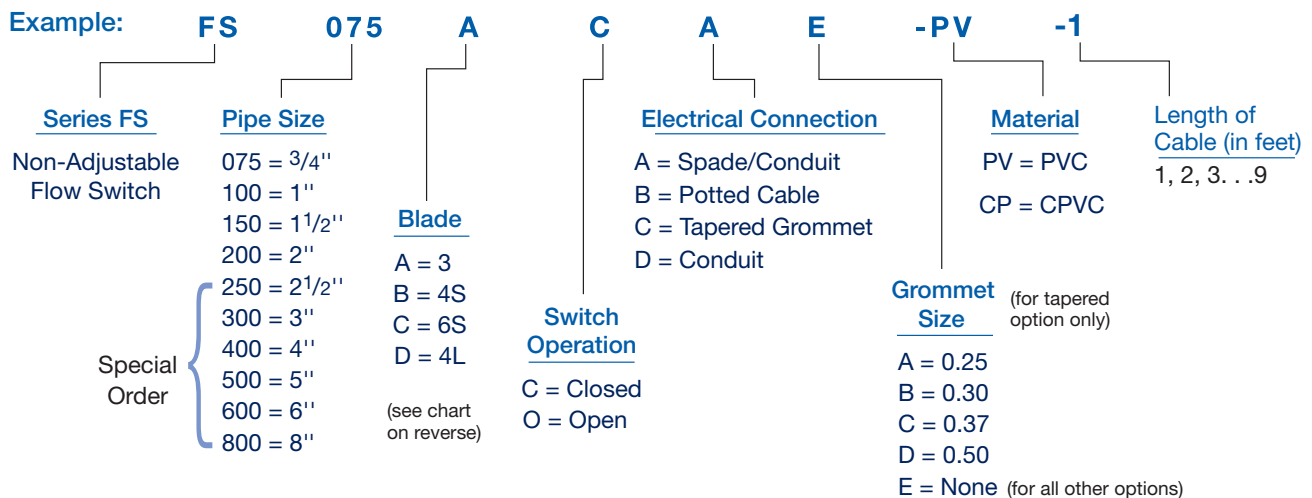 Example: FS 075 A C A E -PV -1
Series FS
Non-Adjustable
Flow Switch
Pipe Size
075 = 3/4''
100 = 1''
150 = 11/2''
200 = 2''
250 = 21/2''
300 = 3''
400 = 4''
500 = 5''
600 = 6''
800 = 8''
Special
Order
Blade
A = 3
B = 4S
C = 6S
D = 4L
(see chart
on reverse)
Switch
Operation
C = Closed
O = Open
Electrical Connection
A = Spade/Conduit
B = Potted Cable
C = Tapered Grommet
D = Conduit
Grommet
Size
(for tapered
option only)
A = 0.25
B = 0.30
C = 0.37
D = 0.50
E = None (for all other options)
Material
PV = PVC
CP = CPVC
Length of
Cable (in feet)
1, 2, 3. . .9